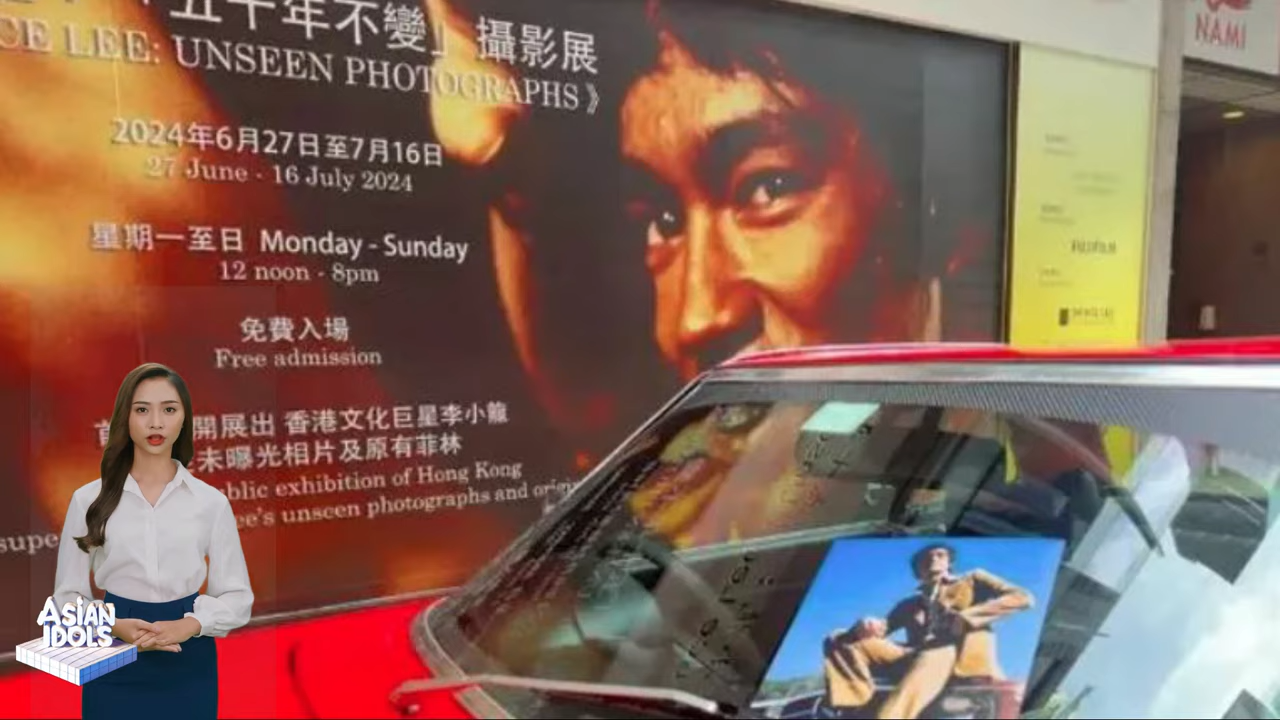 五十年不變」攝影展
CE LEE: UNSEEN PHOTOGRAPHS》
2024年6月27日至7月16日
27 June - 16 July 2024
星期一至日 Monday - Sunday
12 noon - 8pm
免費入場
Free admission
開展出 香港文化巨星李小龍
未曝光相片及原有菲林
blic exhibition of Hong Kong
supe
ee's unseen photographs and origin
NAMI
FUJIFILM
ASIAN
IDOLS